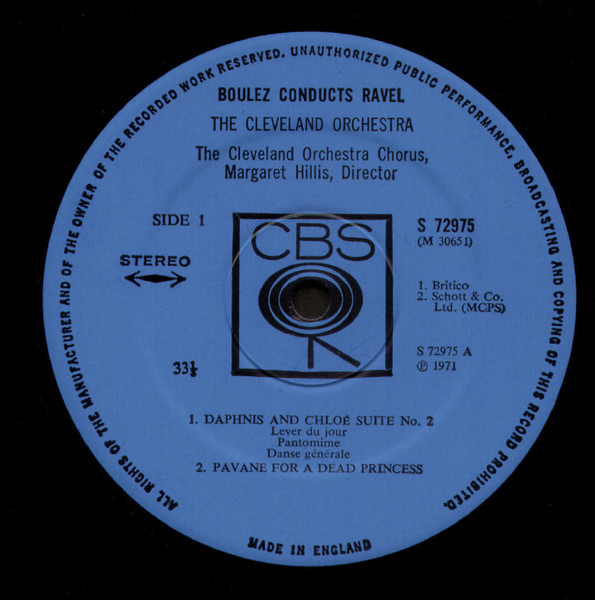 ALL RIGHTS OF THE MANUFACTURER AND OF THE OWNER OF THE RECORDED WORK RESERVED. UNAUTHORIZED PUBLIC PERFORMANCE, BROADCASTING AND COPYING OF THIS RECORD PROHIBITED.
BOULEZ CONDUCTS RAVEL
THE CLEVELAND ORCHESTRA
The Cleveland Orchestra Chorus,
Margaret Hillis, Director
SIDE 1
STEREO
33⅓
CBS
S 72975
(M 30651)
1. Britico
2. Schott & Co.
Ltd. (MCPS)
S 72975 A
℗ 1971
1. DAPHNIS AND CHLOÉ SUITE No. 2
Lever du jour
Pantomime
Danse générale
2. PAVANE FOR A DEAD PRINCESS
MADE IN ENGLAND